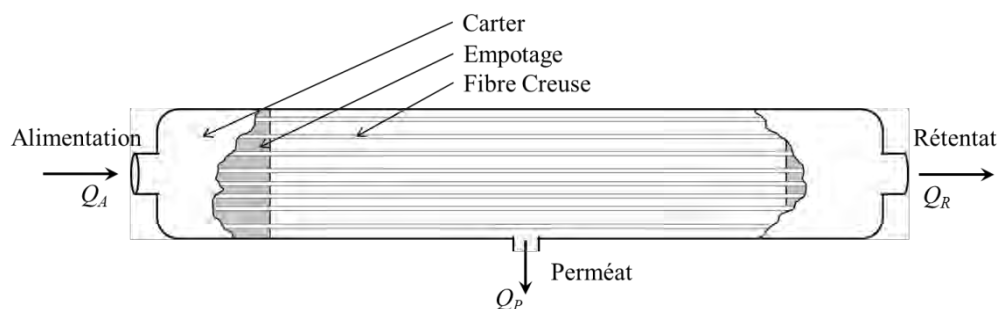 Carter
Empotage
Fibre Creuse
Alimentation
Rétentat
Q_A
Q_R
Perméat
Q_P